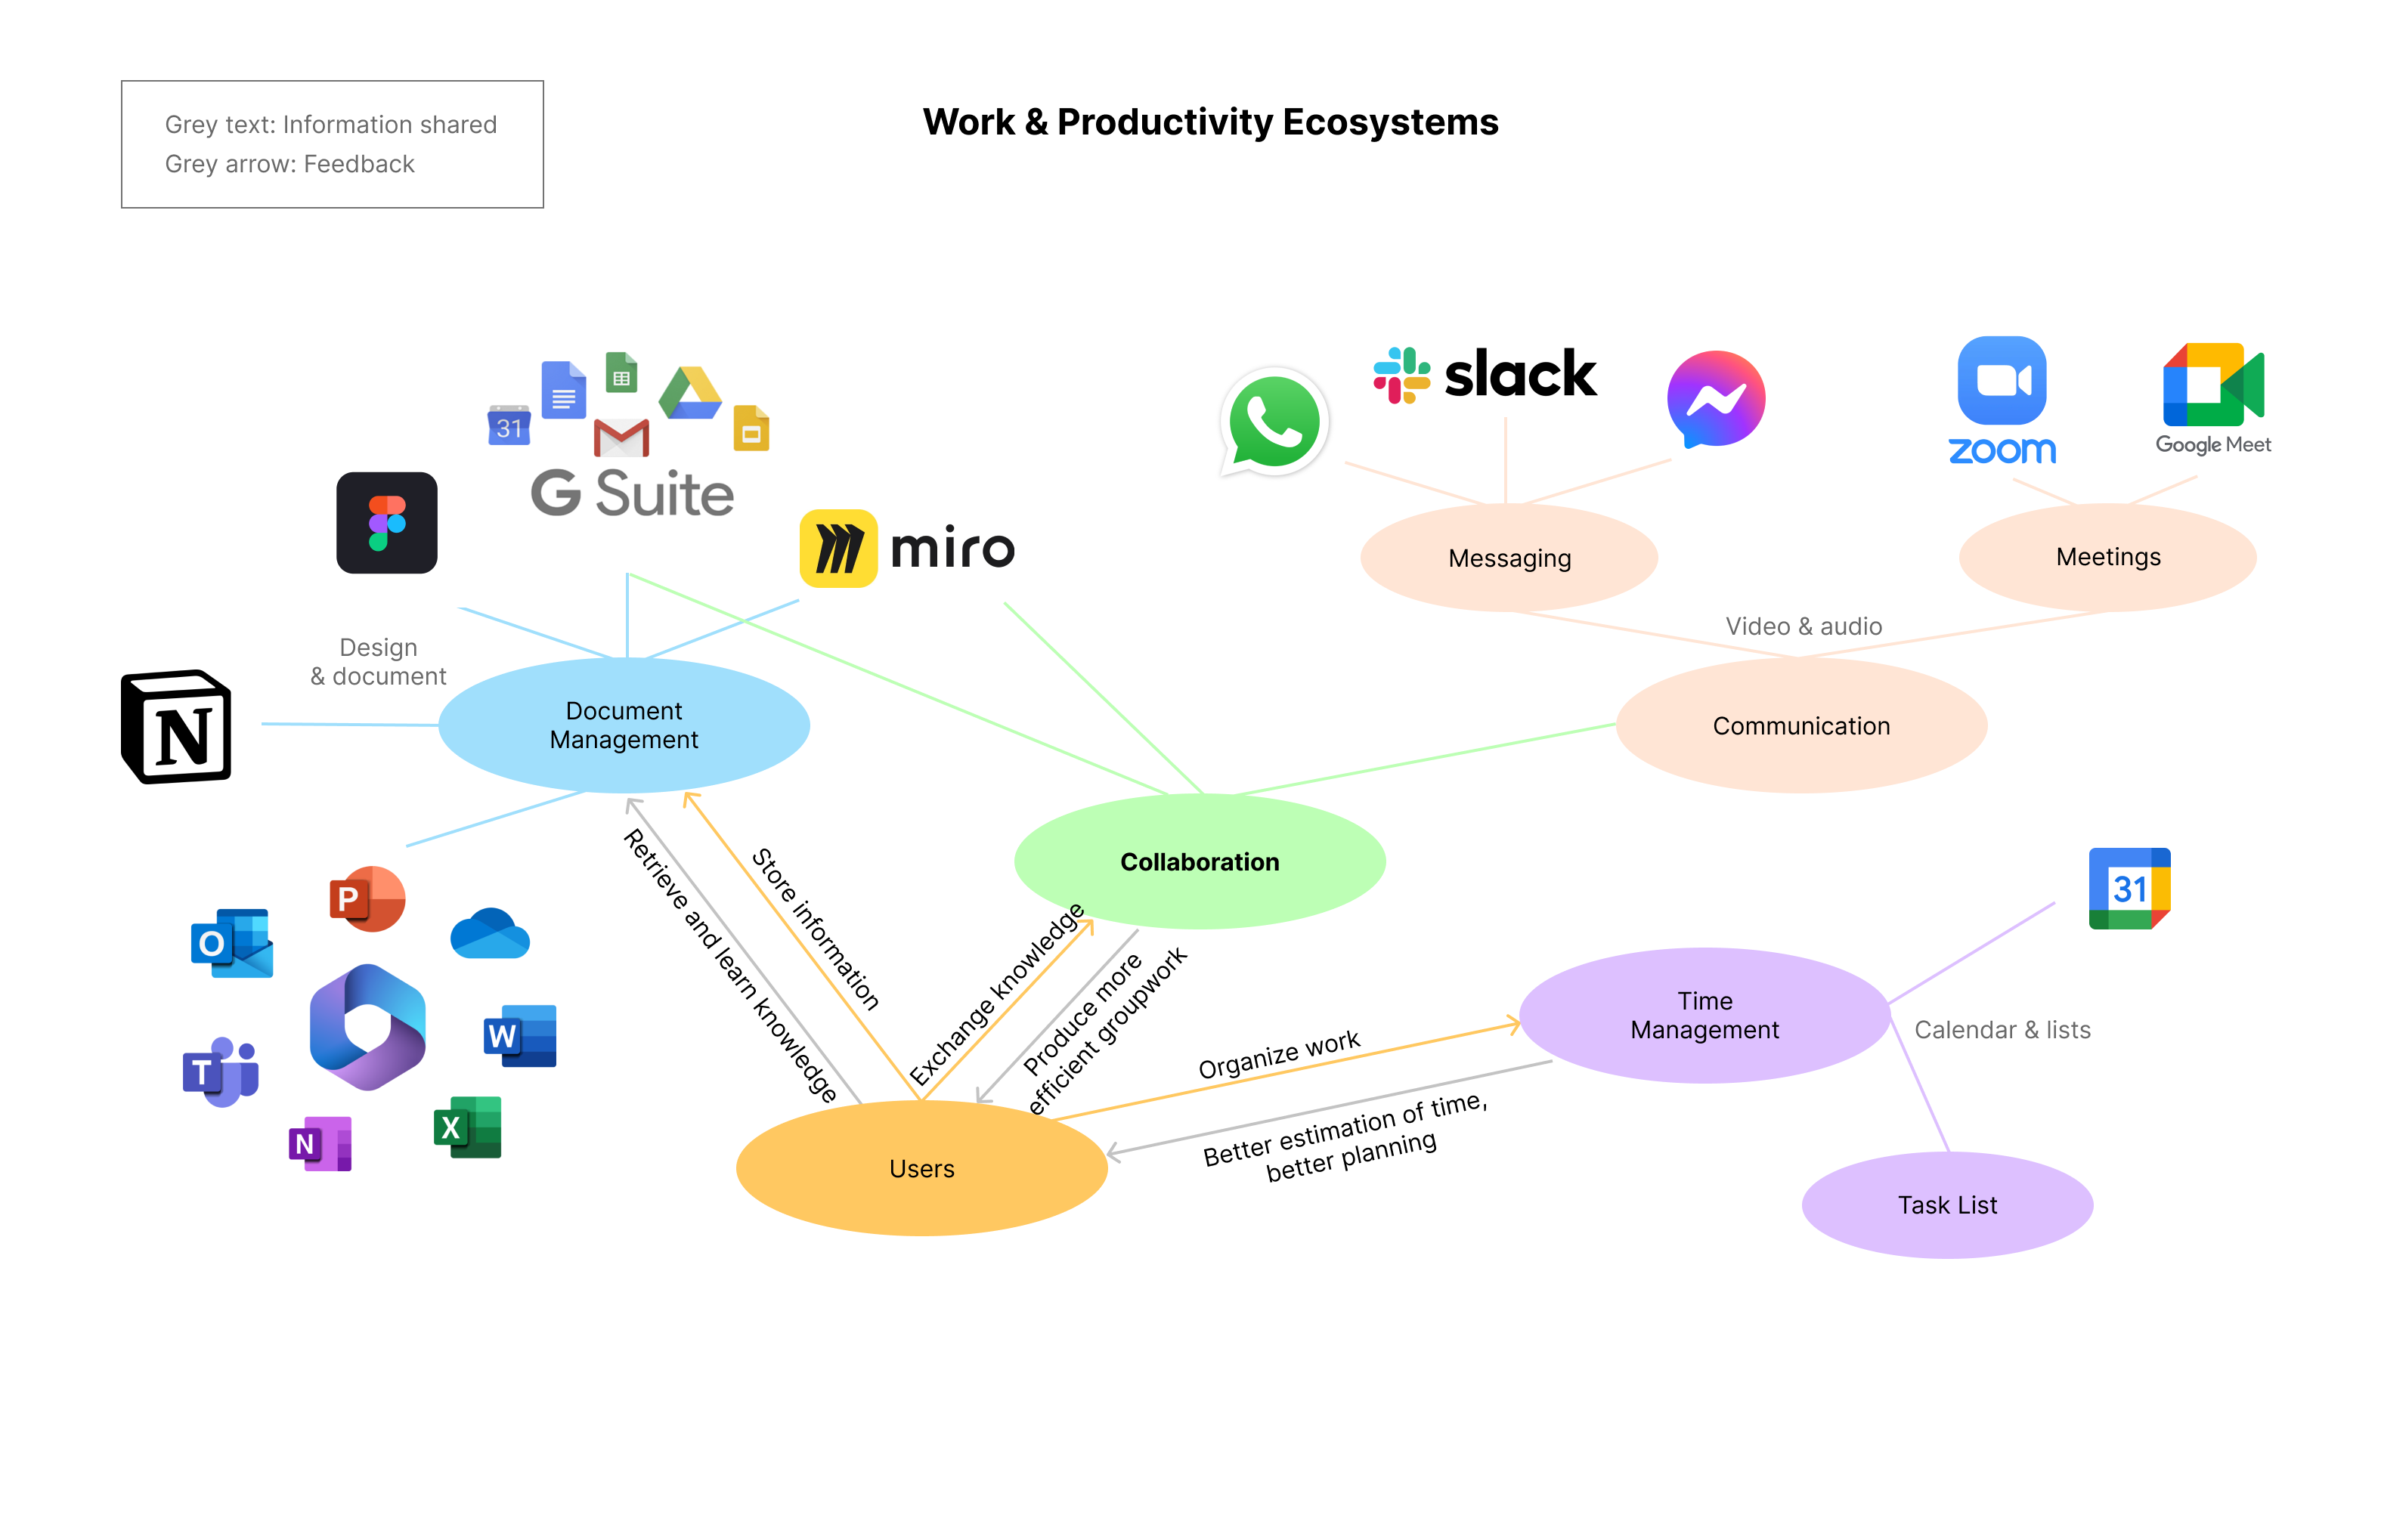 Work & Productivity Ecosystems
Grey text: Information shared
Grey arrow: Feedback
31
G Suite
miro
slack
zoom
Google Meet
Messaging
Meetings
Video & audio
Communication
Design
& document
N
Document
Management
Collaboration
P
O
W
T
X
N
Retrieve and learn knowledge
Store information
Exchange knowledge
Produce more
efficient groupwork
Organize work
Better estimation of time,
better planning
Time
Management
31
Calendar & lists
Users
Task List